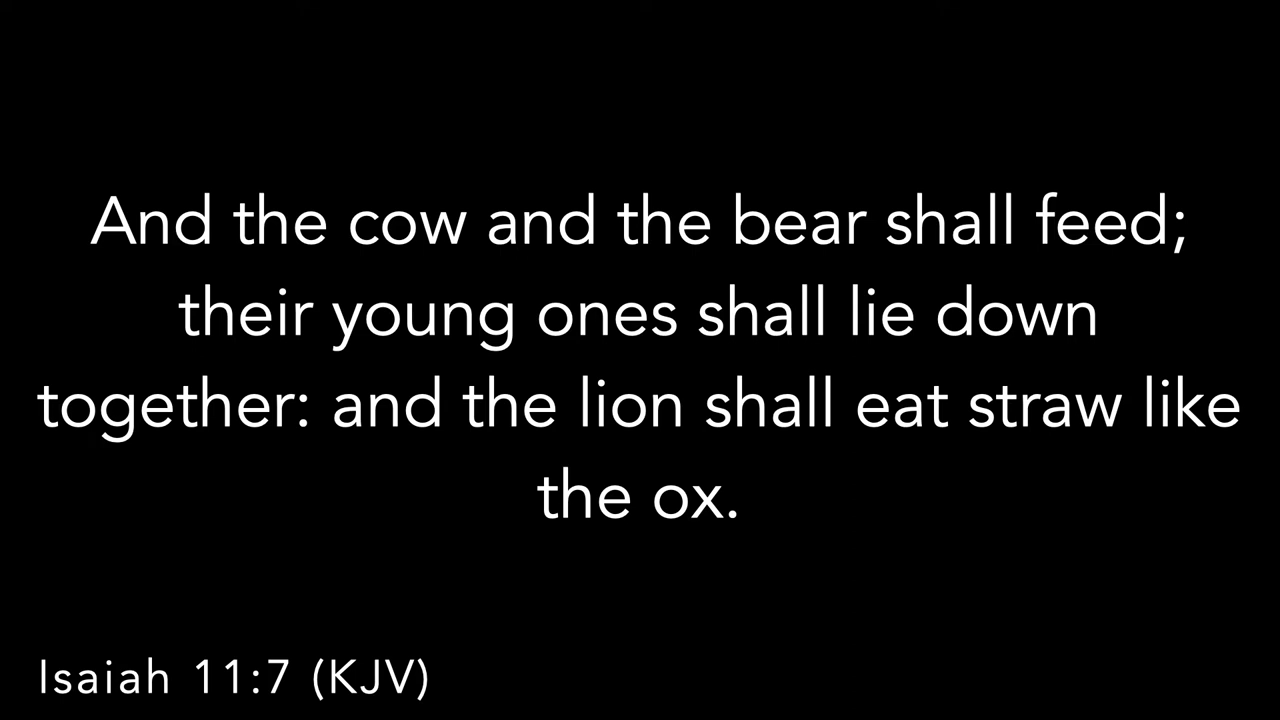 And the cow and the bear shall feed;
their young ones shall lie down
together: and the lion shall eat straw like
the ox.
Isaiah 11:7 (KJV)